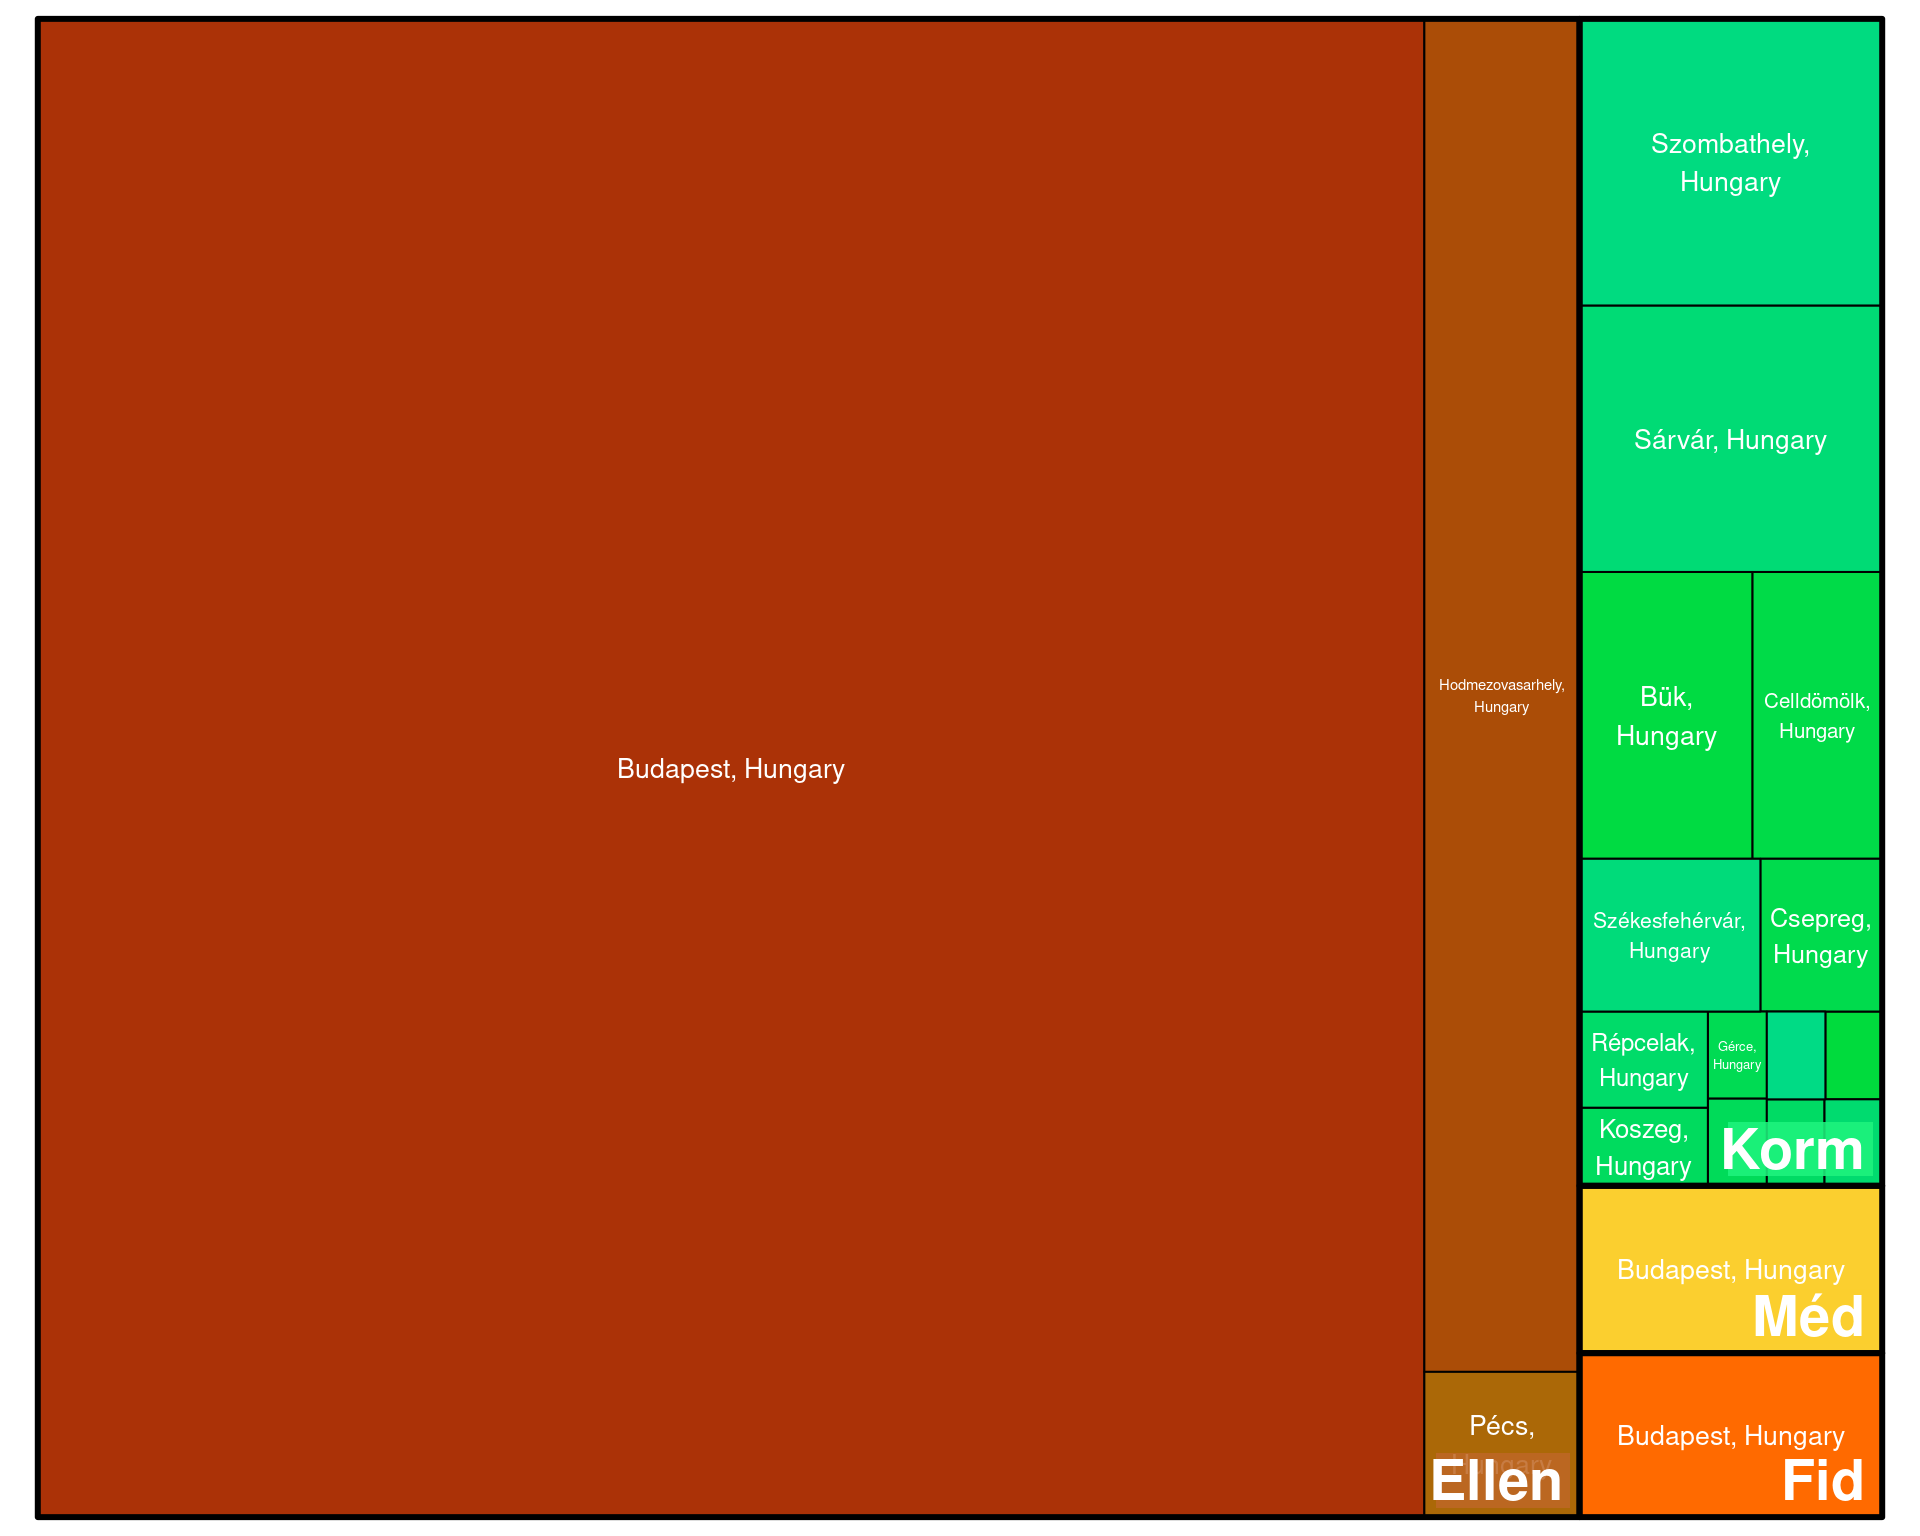 Budapest, Hungary
Hodmezovasarhely,
Hungary
Pécs,
Hungary
Ellen
Szombathely,
Hungary
Sárvár, Hungary
Bük,
Hungary
Celldömölk,
Hungary
Székesfehérvár,
Hungary
Csepreg,
Hungary
Répcelak,
Hungary
Gérce,
Hungary
Koszeg,
Hungary
Korm
Budapest, Hungary
Méd
Budapest, Hungary
Fid